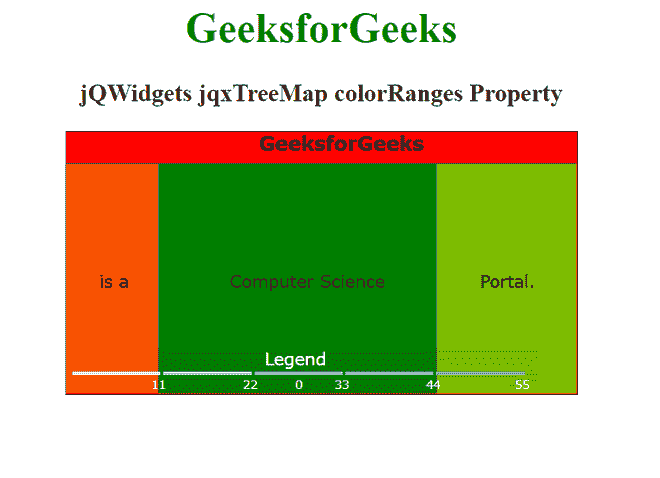 GeeksforGeeks
jQWidgets jqxTreeMap colorRanges Property
GeeksforGeeks
is a
Computer Science
Portal.
Legend
11 22 0 33 44 55